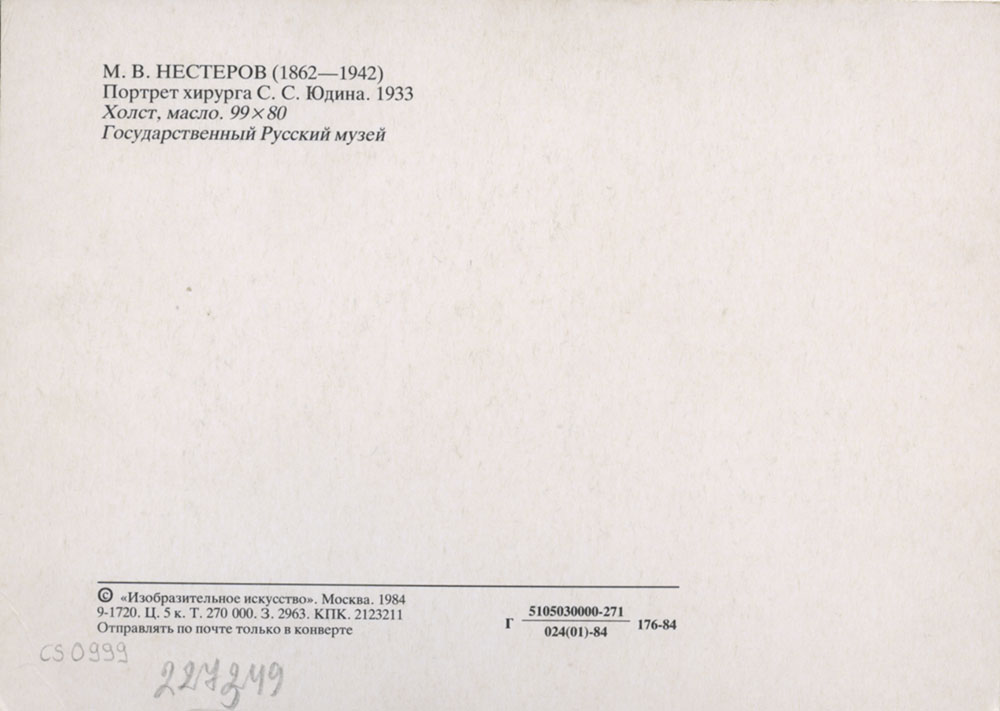 М. В. НЕСТЕРОВ (1862—1942)
Портрет хирурга С. С. Юдина. 1933
Холст, масло. 99×80
Государственный Русский музей
© «Изобразительное искусство». Москва. 1984
9-1720. Ц. 5 к. Т. 270 000. З. 2963. КПК. 2123211
Отправлять по почте только в конверте
Г 5105030000-271 176-84
024(01)-84
CS0999
227249